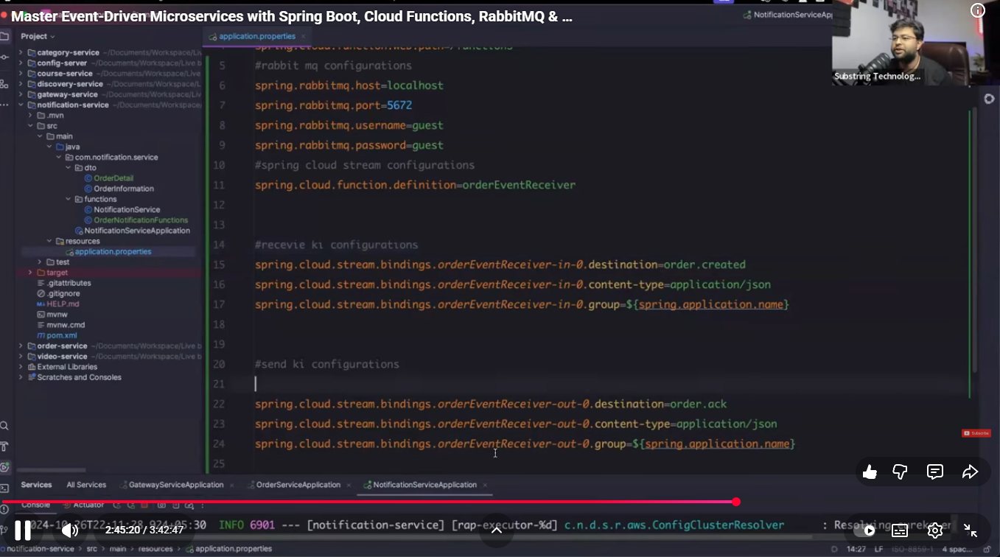 Master Event-Driven Microservices with Spring Boot, Cloud Functions, RabbitMQ & ...
NotificationServiceApp
Project
application.properties
Substring Technolog...
category-service ~/Documents/Workspace/Liv
config-server ~/Documents/Workspace/Live b
course-service ~/Documents/Workspace/Live
discovery-service ~/Documents/Workspace/Li
gateway-service ~/Documents/Workspace/Liv
notification-service ~/Documents/Workspace/
.mvn
src
main
java
com.notification.service
dto
OrderDetail
OrderInformation
functions
NotificationService
OrderNotificationFunctions
NotificationServiceApplication
resources
application.properties
test
target
.gitattributes
.gitignore
HELP.md
mvnw
mvnw.cmd
pom.xml
order-service ~/Documents/Workspace/Live b
video-service ~/Documents/Workspace/Live b
External Libraries
Scratches and Consoles
spring.cloud.function.web.path=/functions
5 #rabbit mq configurations
6 spring.rabbitmq.host=localhost
7 spring.rabbitmq.port=5672
8 spring.rabbitmq.username=guest
9 spring.rabbitmq.password=guest
10 #spring cloud stream configurations
11 spring.cloud.function.definition=orderEventReceiver
12
13
14 #recevie ki configurations
15 spring.cloud.stream.bindings.orderEventReceiver-in-0.destination=order.created
16 spring.cloud.stream.bindings.orderEventReceiver-in-0.content-type=application/json
17 spring.cloud.stream.bindings.orderEventReceiver-in-0.group=${spring.application.name}
18
19
20 #send ki configurations
21
22 spring.cloud.stream.bindings.orderEventReceiver-out-0.destination=order.ack
23 spring.cloud.stream.bindings.orderEventReceiver-out-0.content-type=application/json
24 spring.cloud.stream.bindings.orderEventReceiver-out-0.group=${spring.application.name}
25
Subscribe
Services All Services GatewayServiceApplication OrderServiceApplication NotificationServiceApplication
Console Actuator
2:45:20 / 3:42:47
024-10-26T22:11:28.924+05:30 INFO 6901 --- [notification-service] [rap-executor-%d] c.n.d.s.r.aws.ConfigClusterResolver : Resolving eureka
notification-service > src > main > resources > application.properties
14:27 LF ISO-8859-1 4 spac...